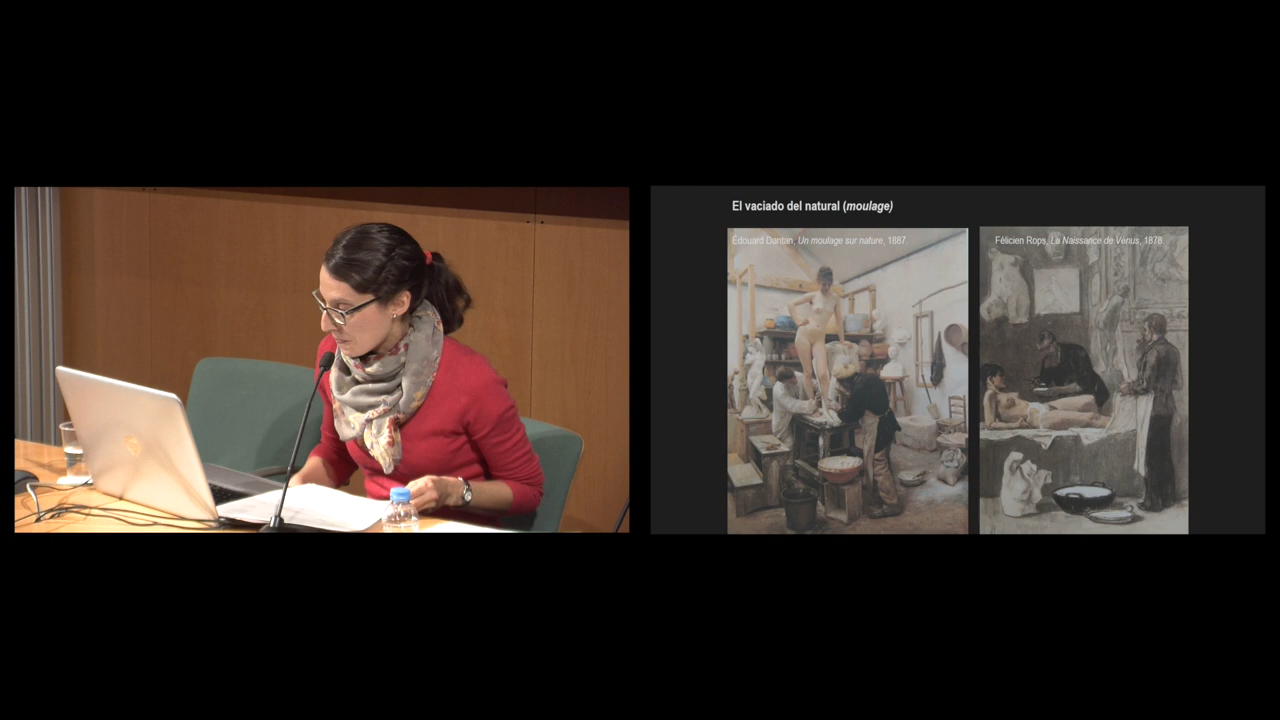 El vaciado del natural (moulage)
Édouard Dantan, Un moulage sur nature, 1887.
Félicien Rops, La Naissance de Vénus, 1878.